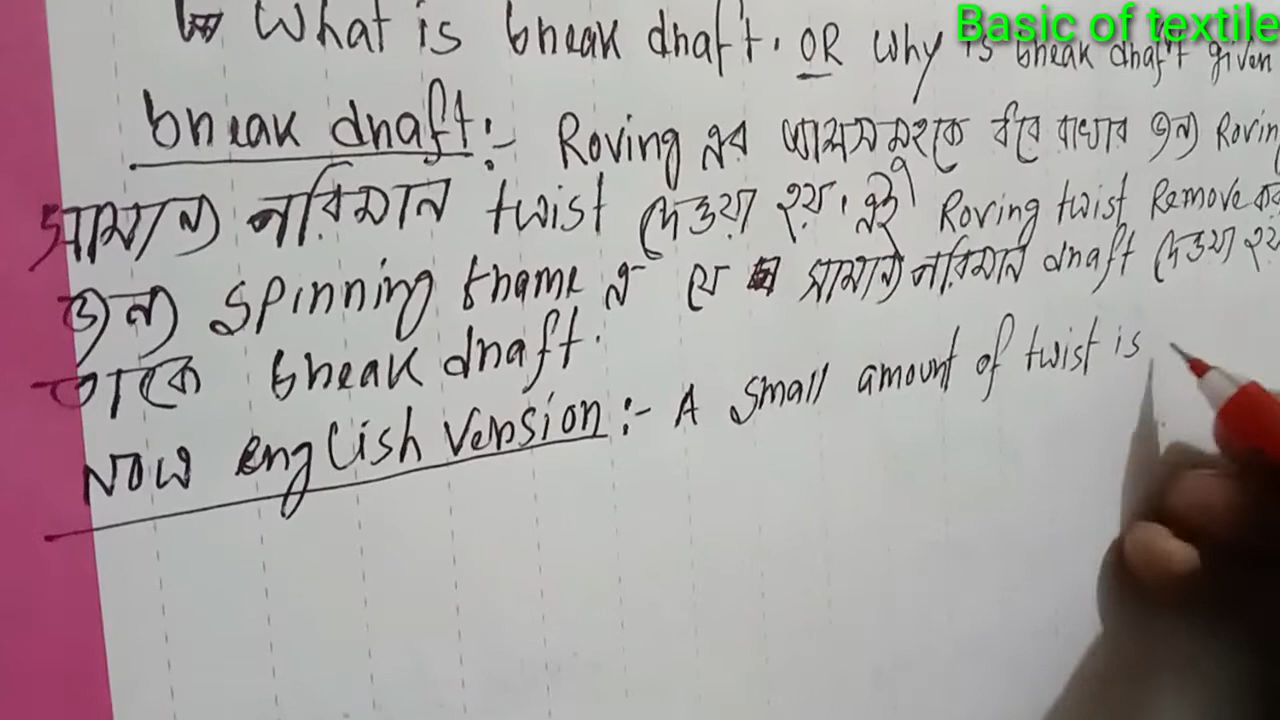 Basic of textile
What is break draft. OR why is break draft given
break draft:- Roving এর আঁশসমূহকে ধরে রাখার জন্য Roving
সামান্য পরিমান twist দেওয়া হয়। এই Roving twist Remove কর
জন্য spinning frame এ যে সামান্য পরিমান draft দেওয়া হয়
তাকে break draft.
Now english version:- A small amount of twist is